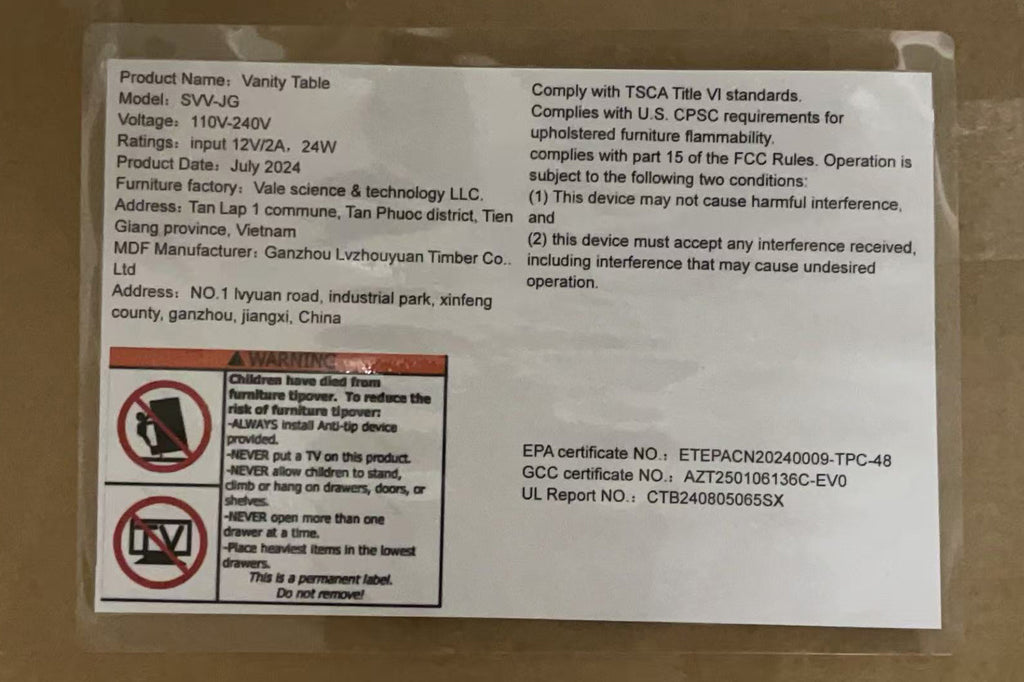 Product Name：Vanity Table
Model：SVV-JG
Voltage：110V-240V
Ratings：input 12V/2A，24W
Product Date：July 2024
Furniture factory：Vale science & technology LLC.
Address：Tan Lap 1 commune, Tan Phuoc district, Tien
Giang province, Vietnam
MDF Manufacturer：Ganzhou Lvzhouyuan Timber Co..
Ltd
Address：NO.1 lvyuan road, industrial park, xinfeng
county, ganzhou, jiangxi, China
Comply with TSCA Title VI standards.
Complies with U.S. CPSC requirements for
upholstered furniture flammability.
complies with part 15 of the FCC Rules. Operation is
subject to the following two conditions:
(1) This device may not cause harmful interference,
and
(2) this device must accept any interference received,
including interference that may cause undesired
operation.
WARNING
Children have died from
furniture tipover. To reduce the
risk of furniture tipover:
-ALWAYS install Anti-tip device
provided.
-NEVER put a TV on this product.
-NEVER allow children to stand,
climb or hang on drawers, doors, or
shelves.
-NEVER open more than one
drawer at a time.
-Place heaviest items in the lowest
drawers.
This is a permanent label.
Do not remove!
TV
EPA certificate NO.：ETEPACN20240009-TPC-48
GCC certificate NO.：AZT250106136C-EV0
UL Report NO.：CTB240805065SX